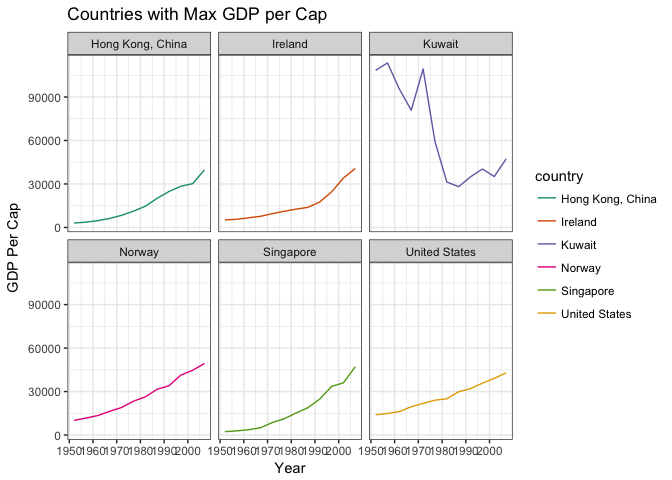 Countries with Max GDP per Cap
Hong Kong, China
Ireland
Kuwait
90000
60000
30000
0
Norway
Singapore
United States
90000
60000
30000
0
1950 1960 1970 1980 1990 2000
1950 1960 1970 1980 1990 2000
1950 1960 1970 1980 1990 2000
Year
GDP Per Cap
country
Hong Kong, China
Ireland
Kuwait
Norway
Singapore
United States